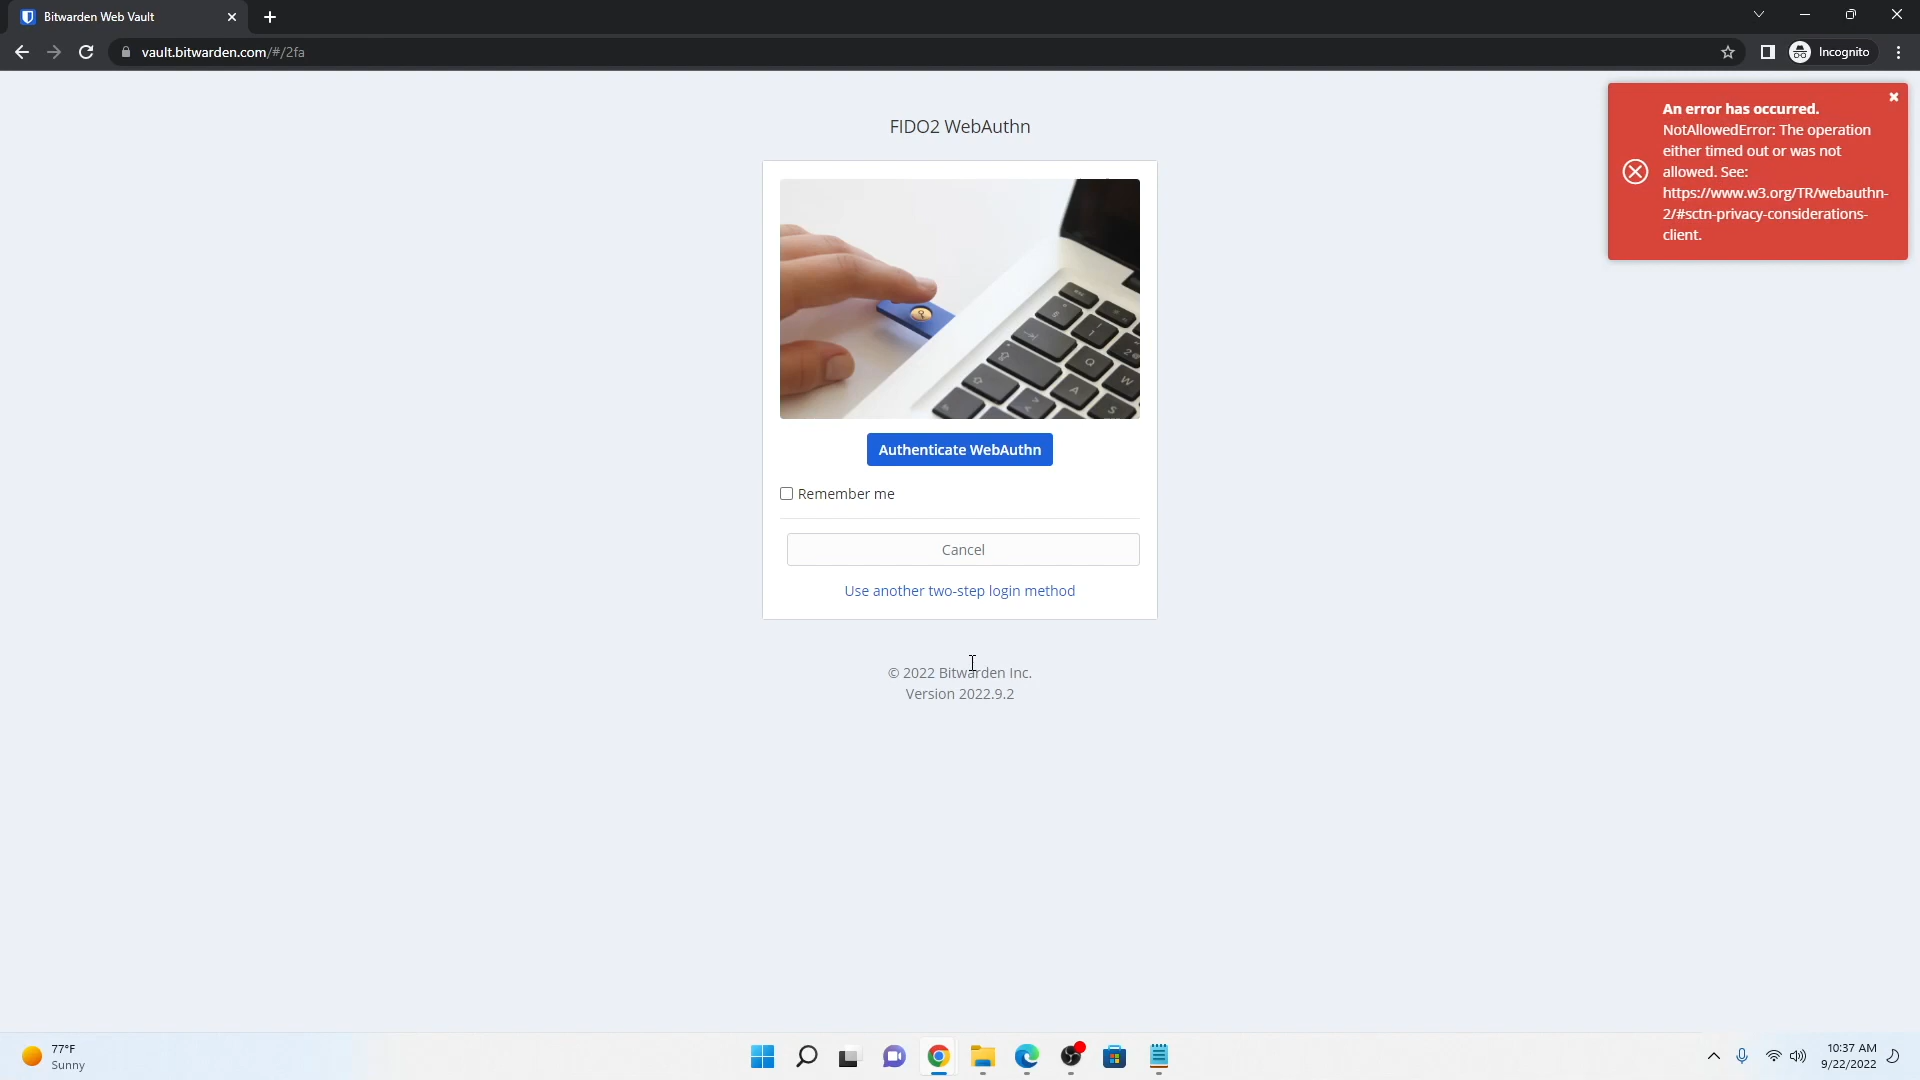 Bitwarden Web Vault
vault.bitwarden.com/#/2fa
Incognito
An error has occurred.
NotAllowedError: The operation
either timed out or was not
allowed. See:
https://www.w3.org/TR/webauthn-
2/#sctn-privacy-considerations-
client.
FIDO2 WebAuthn
Authenticate WebAuthn
Remember me
Cancel
Use another two-step login method
© 2022 Bitwarden Inc.
Version 2022.9.2
77°F
Sunny
10:37 AM
9/22/2022